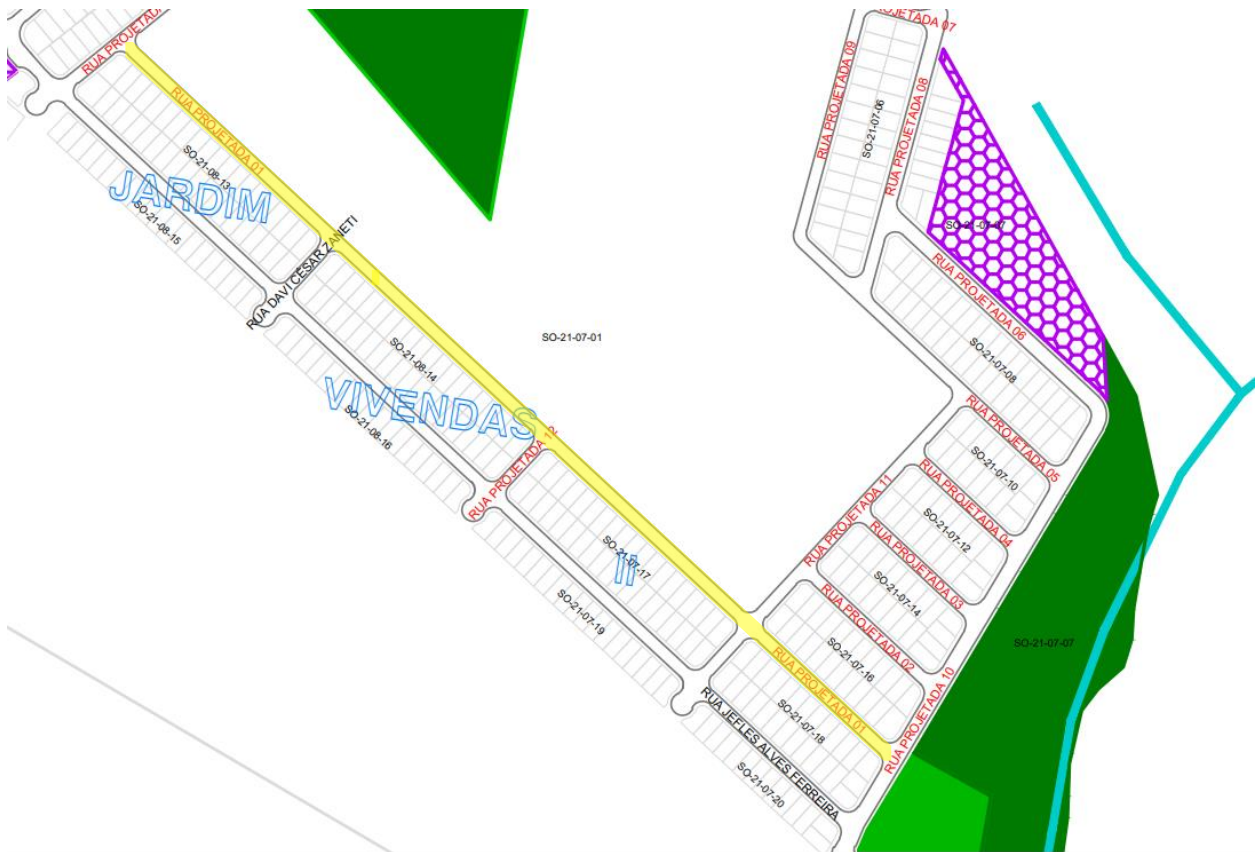 RUA PROJETADA
OJETADA 07
RUA PROJETADA 09
RUA PROJETADA 08
SO-21-07-06
RUA PROJETADA 01
SO-21-08-13
JARDIM
SO-21-08-15
RUA DAVI CÉSAR ZANETI
SO-21-07-07
RUA PROJETADA 06
SO-21-07-01
SO-21-07-08
SO-21-08-14
VIVENDAS
SO-21-08-16
RUA PROJETADA 12
RUA PROJETADA 05
SO-21-07-10
RUA PROJETADA 04
RUA PROJETADA 11
SO-21-07-12
RUA PROJETADA 03
SO-21-07-17
II
SO-21-07-14
SO-21-07-19
RUA PROJETADA 02
SO-21-07-16
SO-21-07-07
RUA PROJETADA 01
RUA PROJETADA 10
SO-21-07-18
RUA JEFLES ALVES FERREIRA
SO-21-07-20